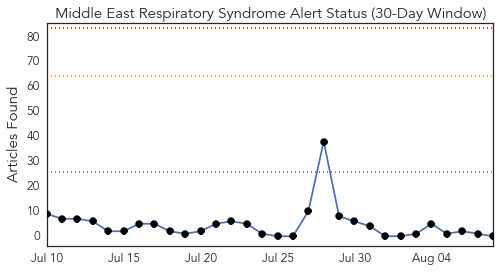 Middle East Respiratory Syndrome Alert Status (30-Day Window)
Articles Found
80
70
60
50
40
30
20
10
0
Jul 10
Jul 15
Jul 20
Jul 25
Jul 30
Aug 04